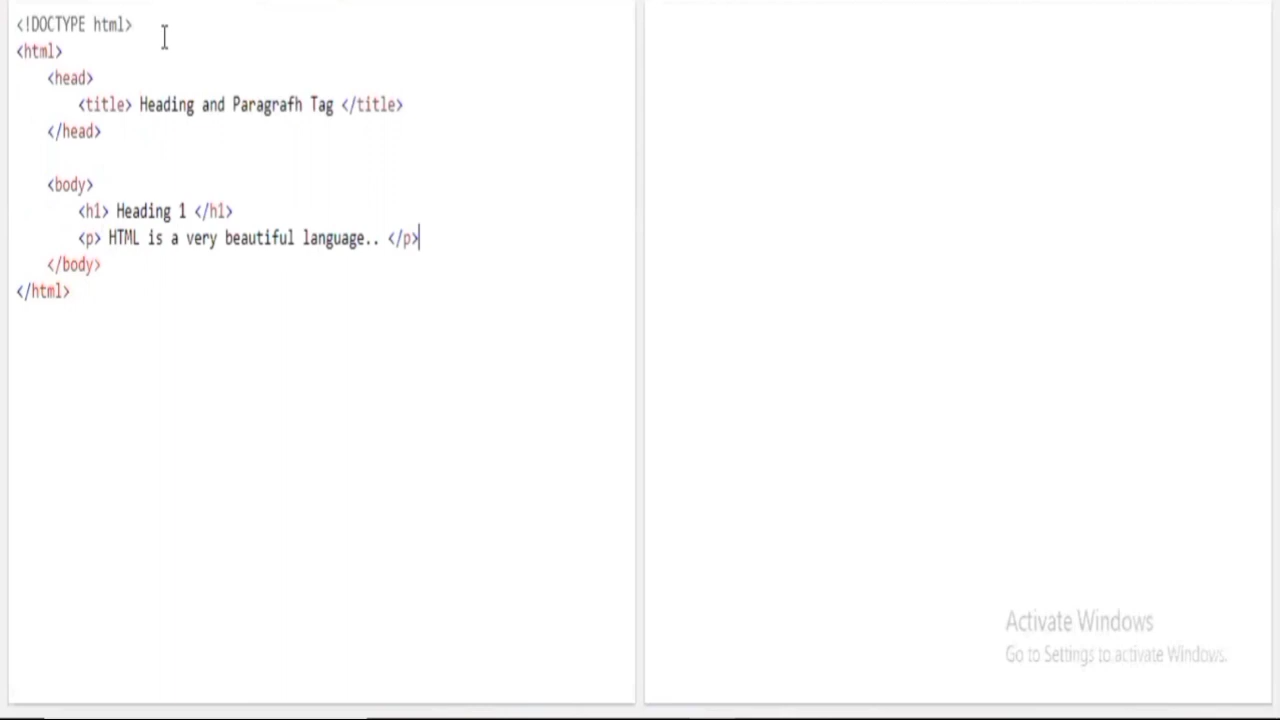 <!DOCTYPE html>
<html>
<head>
<title> Heading and Paragrafh Tag </title>
</head>
<body>
<h1> Heading 1 </h1>
<p> HTML is a very beautiful language.. </p>
</body>
</html>
Activate Windows
Go to Settings to activate Windows.